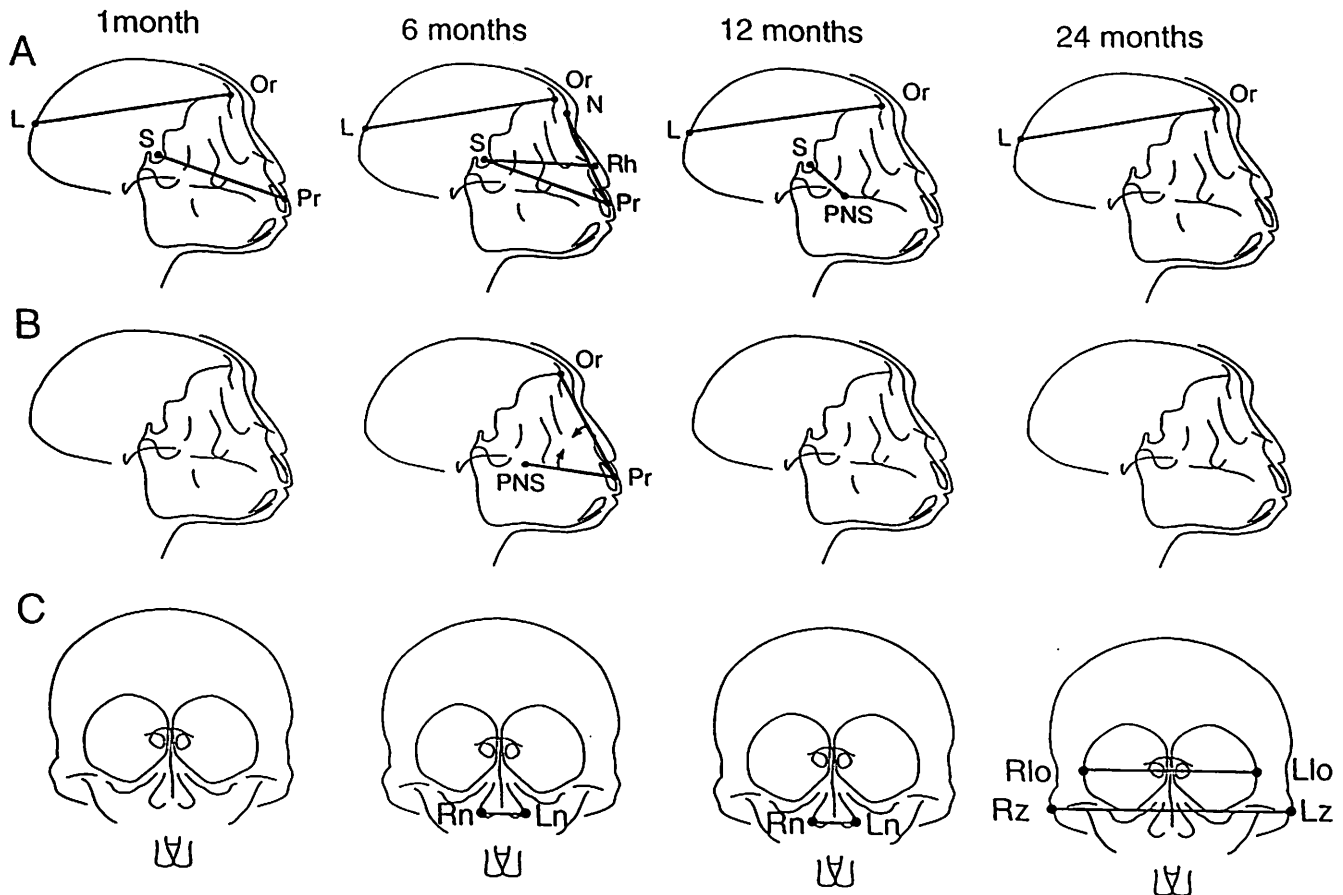 1month 6 months 12 months 24 months
A
Or Or N Or Or
L L L L
S S S
Rh
Pr Pr PNS
B
Or
PNS Pr
C
Rlo Llo
Rn Ln Rn Ln Rz Lz